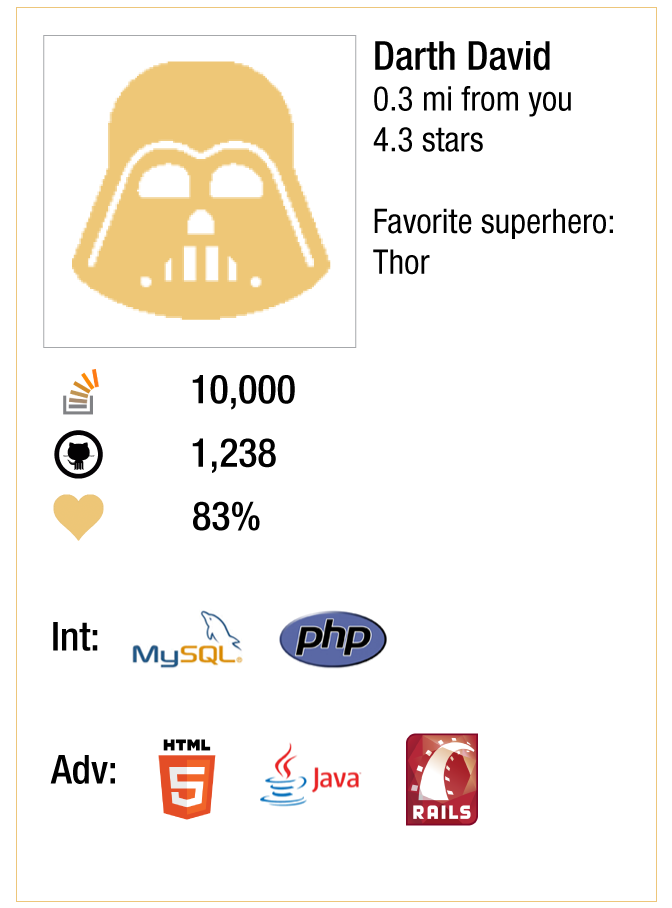 Darth David
0.3 mi from you
4.3 stars
Favorite superhero:
Thor
10,000
1,238
83%
Int:
MySQL®
php
Adv:
HTML
5
Java
RAILS